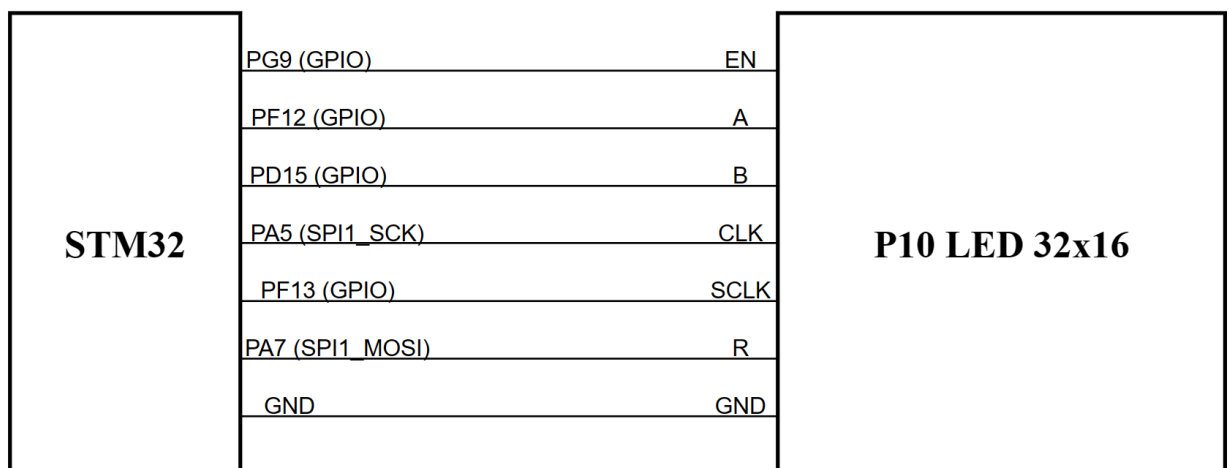 PG9 (GPIO) EN
PF12 (GPIO) A
PD15 (GPIO) B
STM32 PA5 (SPI1_SCK) CLK P10 LED 32x16
PF13 (GPIO) SCLK
PA7 (SPI1_MOSI) R
GND GND